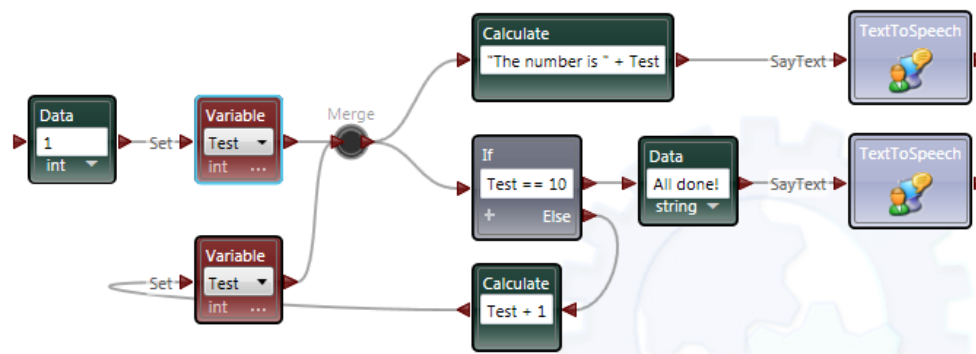 Calculate
"The number is " + Test
SayText
TextToSpeech
Data
1
int
Set
Variable
Test
int ...
Merge
If
Test == 10
+ Else
Data
All done!
string
SayText
TextToSpeech
Set
Variable
Test
int ...
Calculate
Test + 1